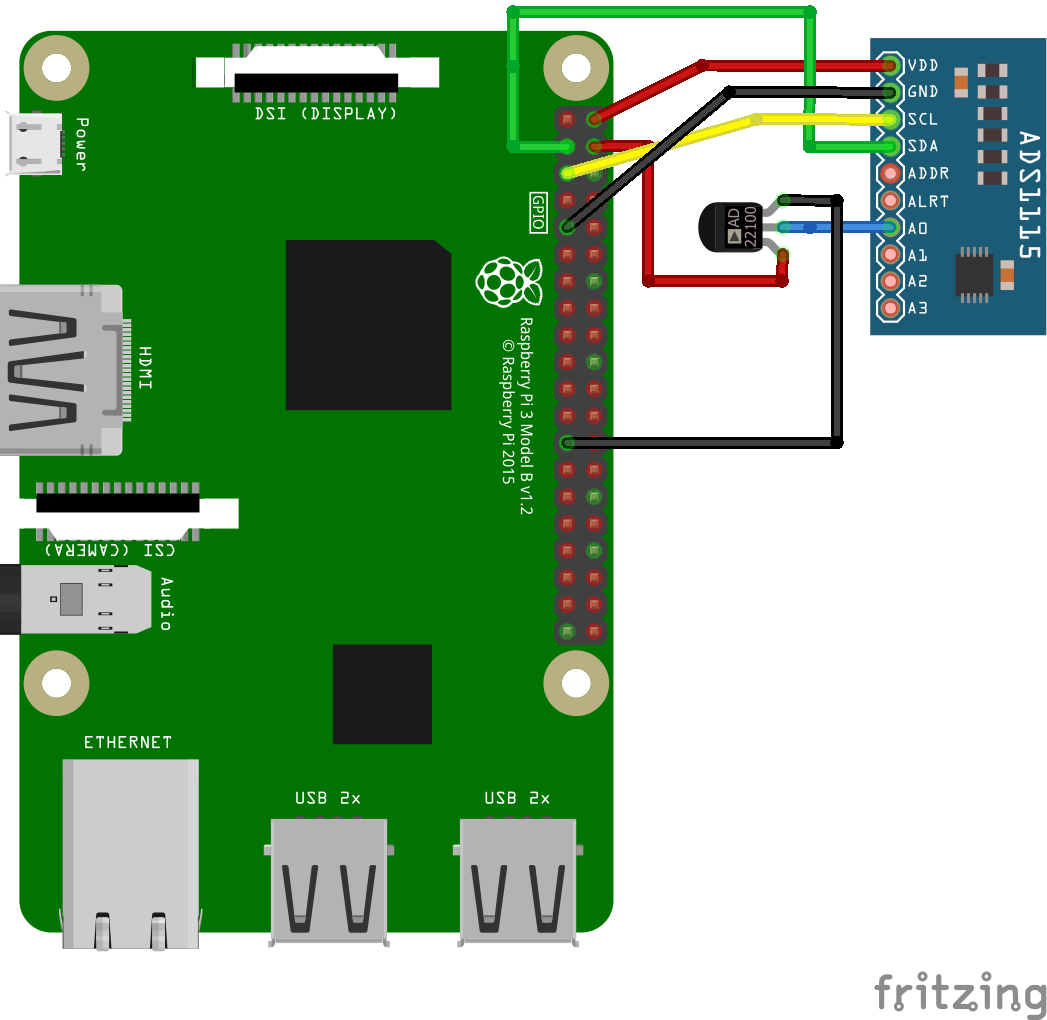 DSI (DISPLAY)
Power
HDMI
GPIO
Raspberry Pi 3 Model B v1.2
© Raspberry Pi 2015
CSI (CAMERA)
Audio
ETHERNET
USB 2x
USB 2x
AD
22100
VDD
GND
SCL
SDA
ADDR
ALRT
A0
A1
A2
A3
ADS1115
fritzing